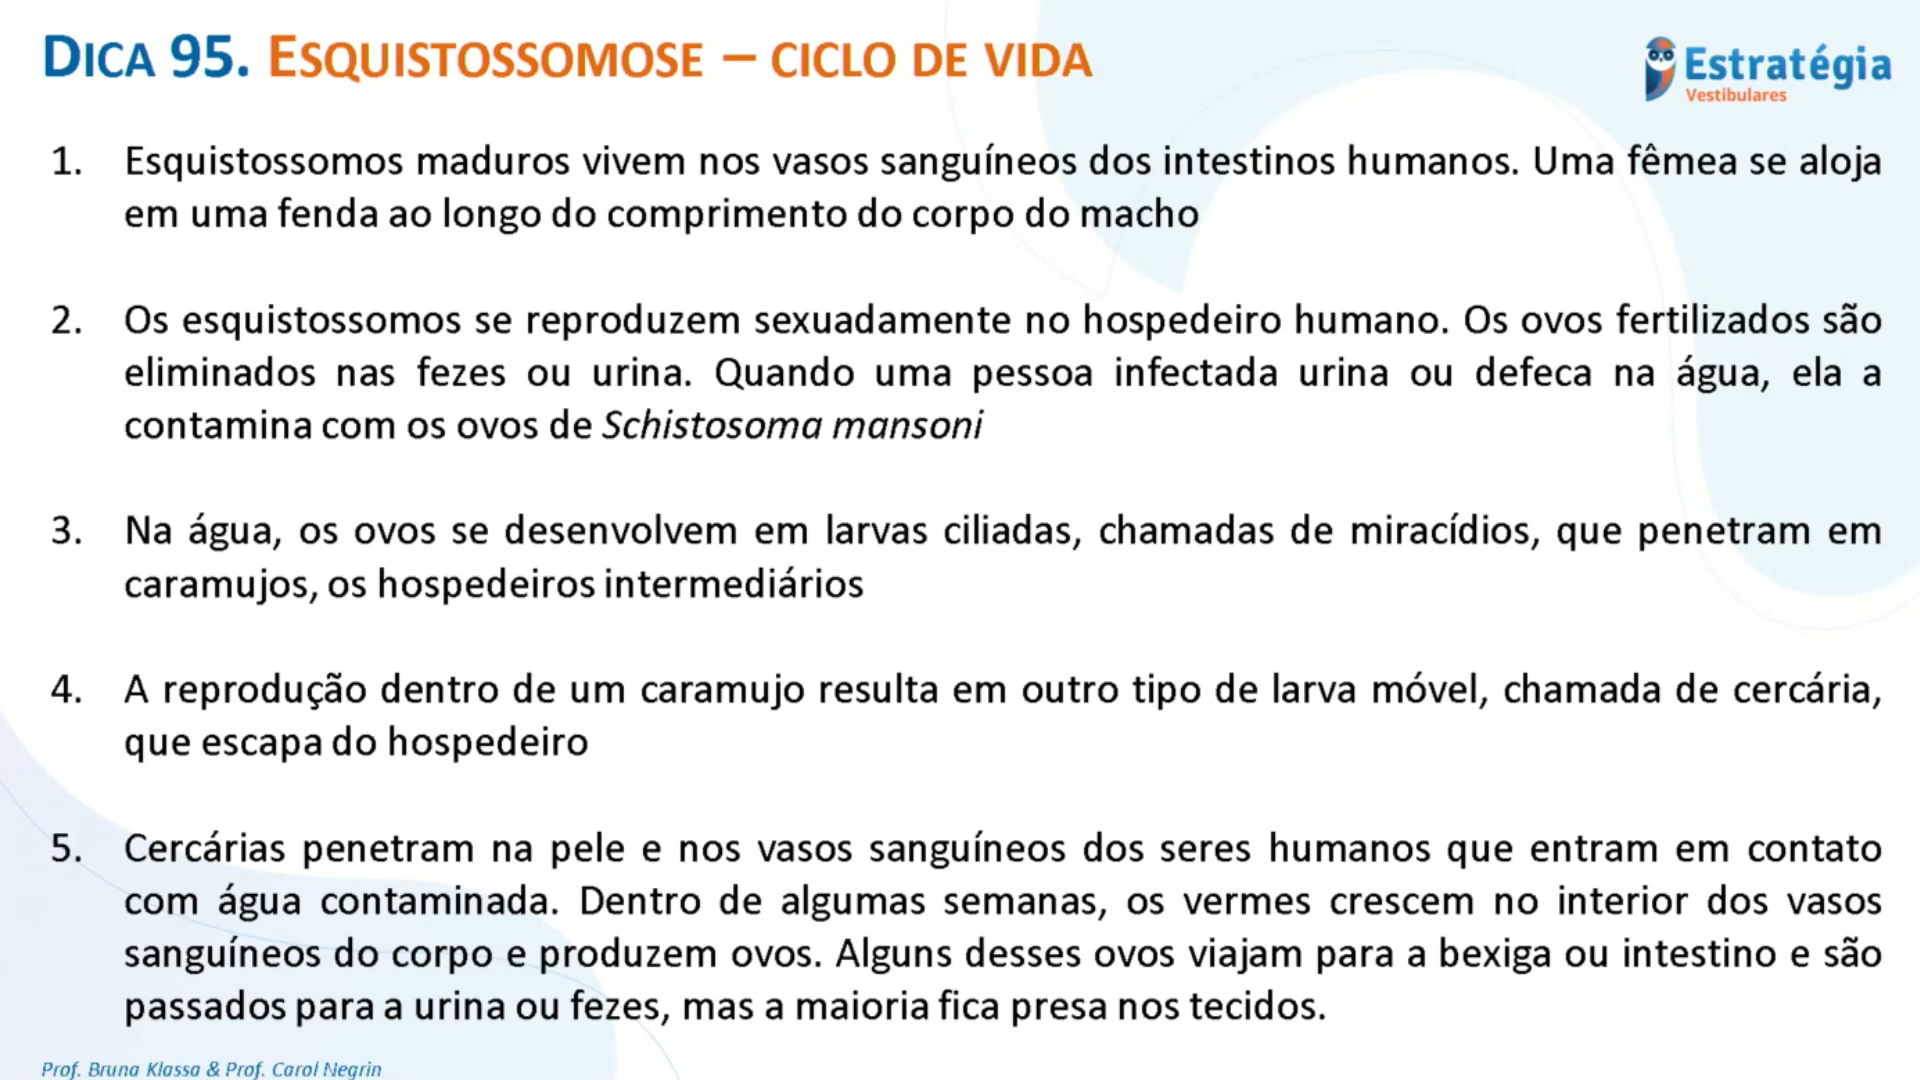 DICA 95. ESQUISTOSSOMOSE – CICLO DE VIDA
Estratégia
Vestibulares
1. Esquistossomos maduros vivem nos vasos sanguíneos dos intestinos humanos. Uma fêmea se aloja
em uma fenda ao longo do comprimento do corpo do macho
2. Os esquistossomos se reproduzem sexuadamente no hospedeiro humano. Os ovos fertilizados são
eliminados nas fezes ou urina. Quando uma pessoa infectada urina ou defeca na água, ela a
contamina com os ovos de Schistosoma mansoni
3. Na água, os ovos se desenvolvem em larvas ciliadas, chamadas de miracídios, que penetram em
caramujos, os hospedeiros intermediários
4. A reprodução dentro de um caramujo resulta em outro tipo de larva móvel, chamada de cercária,
que escapa do hospedeiro
5. Cercárias penetram na pele e nos vasos sanguíneos dos seres humanos que entram em contato
com água contaminada. Dentro de algumas semanas, os vermes crescem no interior dos vasos
sanguíneos do corpo e produzem ovos. Alguns desses ovos viajam para a bexiga ou intestino e são
passados para a urina ou fezes, mas a maioria fica presa nos tecidos.
Prof. Bruna Klassa & Prof. Carol Negrin